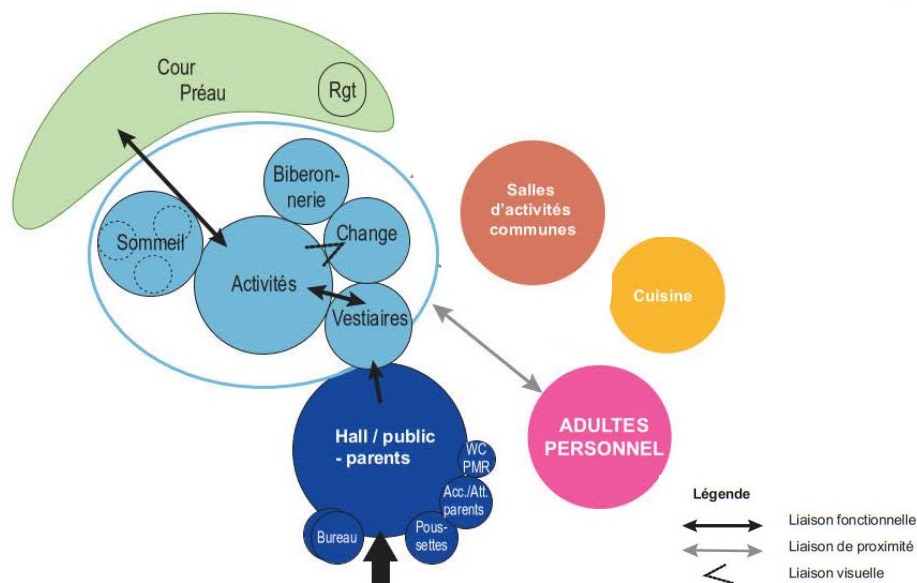 Cour
Préau
Rgt
Biberon-
nerie
Salles
d'activités
communes
Change
Sommeil
Activités
Cuisine
Vestiaires
Hall / public
- parents
ADULTES
PERSONNEL
WC
PMR
Acc./Att.
parents
Pous-
settes
Bureau
Légende
Liaison fonctionnelle
Liaison de proximité
Liaison visuelle